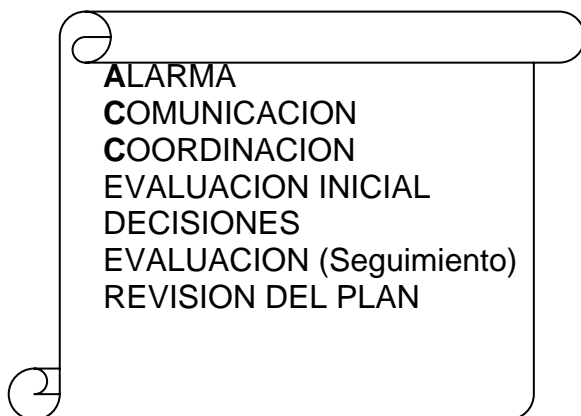 ALARMA
COMUNICACION
COORDINACION
EVALUACION INICIAL
DECISIONES
EVALUACION (Seguimiento)
REVISION DEL PLAN